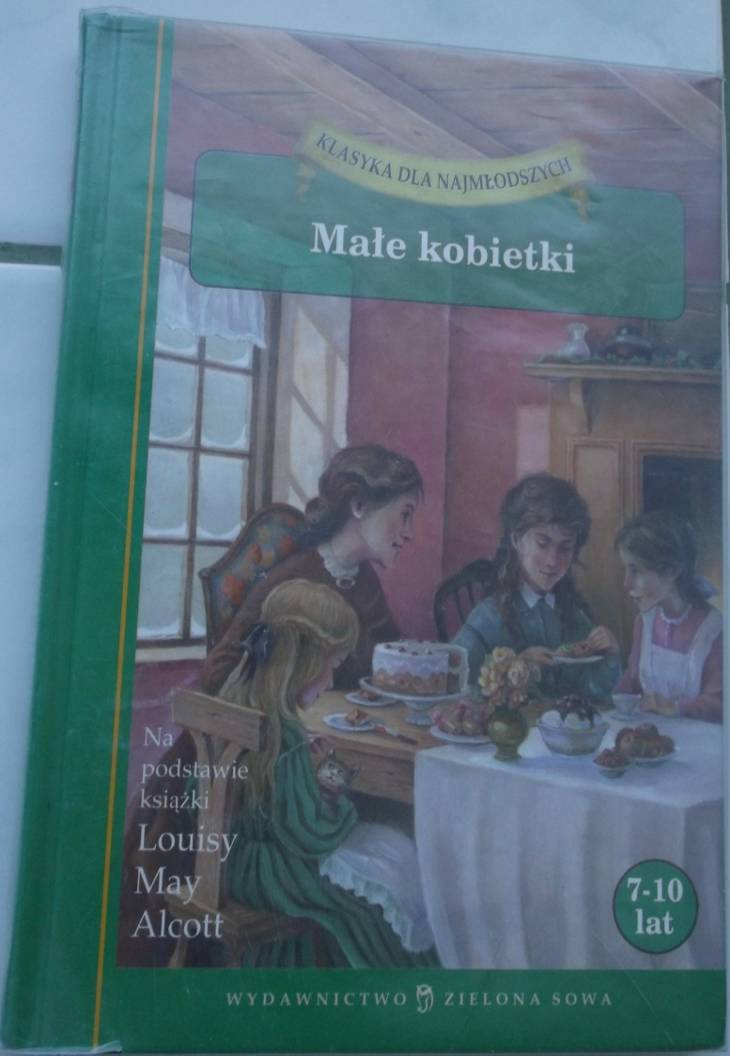 KLASYKA DLA NAJMŁODSZYCH
Małe kobietki
Na
podstawie
książki
Louisy
May
Alcott
7-10
lat
WYDAWNICTWO ZIELONA SOWA